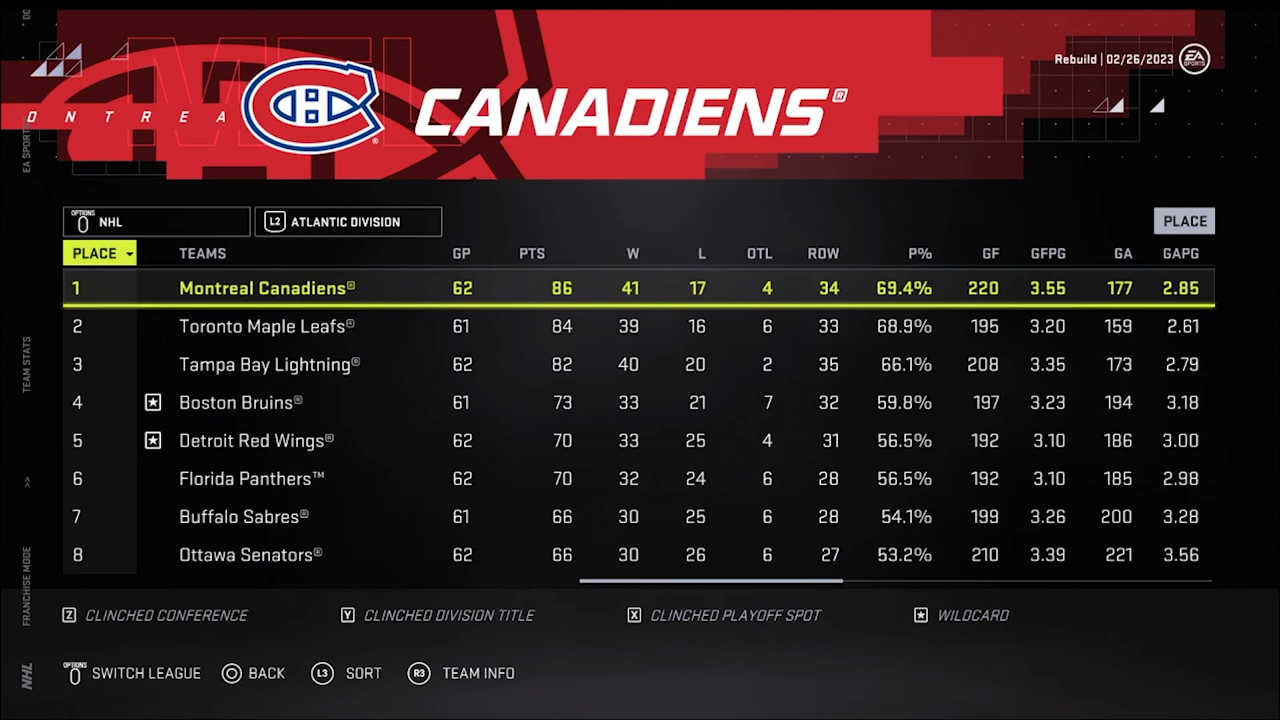 MTL
ONTREA
CANADIENS®
Rebuild | 02/26/2023
EA SPORTS
OPTIONS NHL
L2 ATLANTIC DIVISION
PLACE
PLACE TEAMS GP PTS W L OTL ROW P% GF GFPG GA GAPG
1 Montreal Canadiens® 62 86 41 17 4 34 69.4% 220 3.55 177 2.85
2 Toronto Maple Leafs® 61 84 39 16 6 33 68.9% 195 3.20 159 2.61
3 Tampa Bay Lightning® 62 82 40 20 2 35 66.1% 208 3.35 173 2.79
4 Boston Bruins® 61 73 33 21 7 32 59.8% 197 3.23 194 3.18
5 Detroit Red Wings® 62 70 33 25 4 31 56.5% 192 3.10 186 3.00
6 Florida Panthers™ 62 70 32 24 6 28 56.5% 192 3.10 185 2.98
7 Buffalo Sabres® 61 66 30 25 6 28 54.1% 199 3.26 200 3.28
8 Ottawa Senators® 62 66 30 26 6 27 53.2% 210 3.39 221 3.56
Z CLINCHED CONFERENCE Y CLINCHED DIVISION TITLE X CLINCHED PLAYOFF SPOT WILDCARD
OPTIONS SWITCH LEAGUE BACK L3 SORT R3 TEAM INFO
EA SPORTS
TEAM STATS
>>
FRANCHISE MODE
NHL